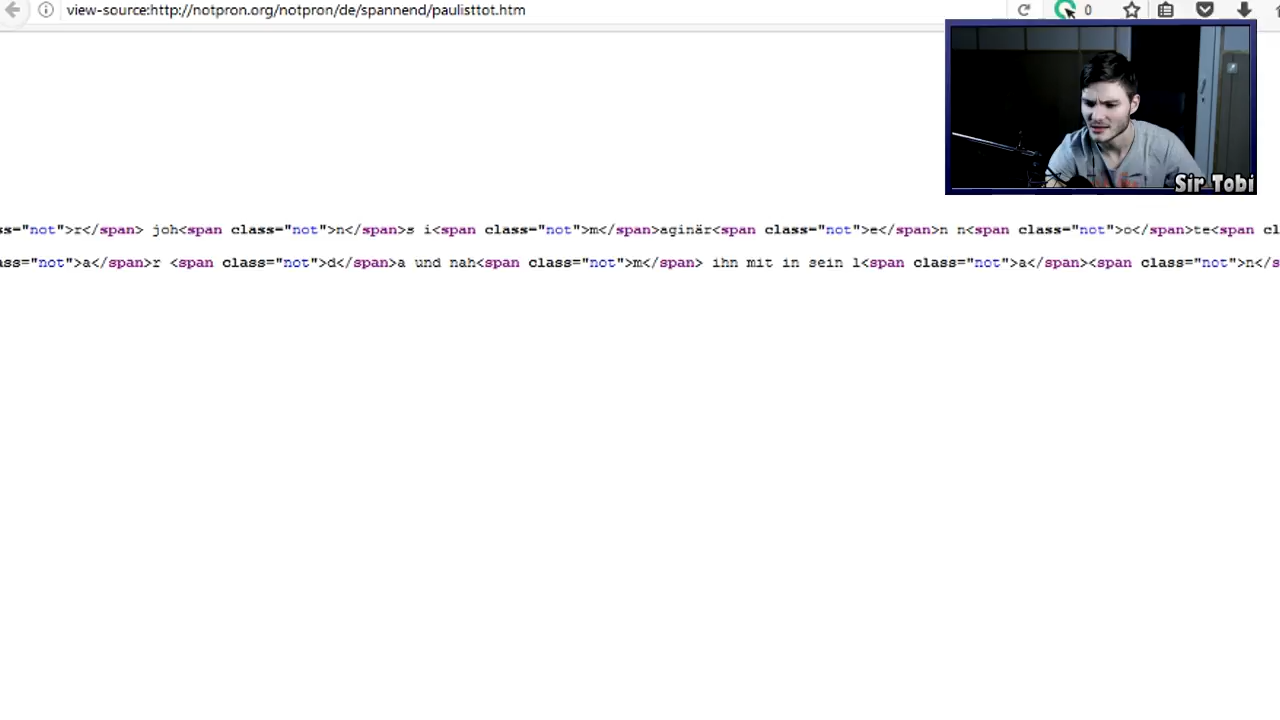 view-source:http://notpron.org/notpron/de/spannend/paulisttot.htm
0
Sir Tobi
ss="not">r</span> joh<span class="not">n</span>s i<span class="not">m</span>aginär<span class="not">e</span>n n<span class="not">o</span>te<span cl
ass="not">a</span>r <span class="not">d</span>a und nah<span class="not">m</span> ihn mit in sein l<span class="not">a</span><span class="not">n</s